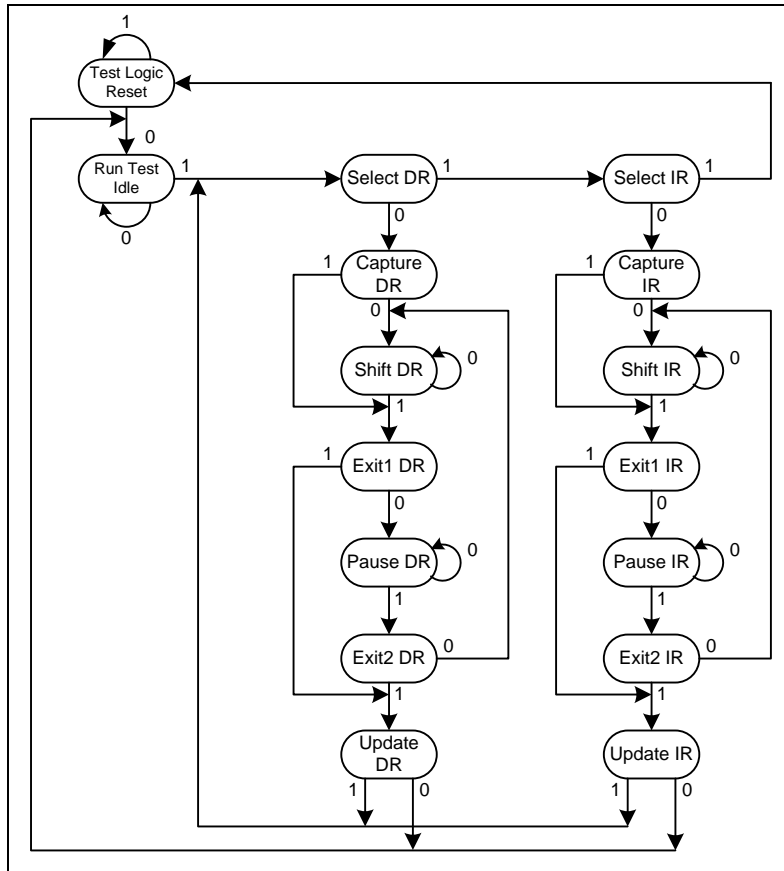 1
Test Logic
Reset
0
Run Test
Idle
1
0
Select DR
1
0
Select IR
1
0
Capture
DR
1
0
Capture
IR
1
0
Shift DR
0
1
Shift IR
0
1
Exit1 DR
1
0
Exit1 IR
1
0
Pause DR
0
1
Pause IR
0
1
Exit2 DR
0
1
Exit2 IR
0
1
Update
DR
1
0
Update IR
1
0